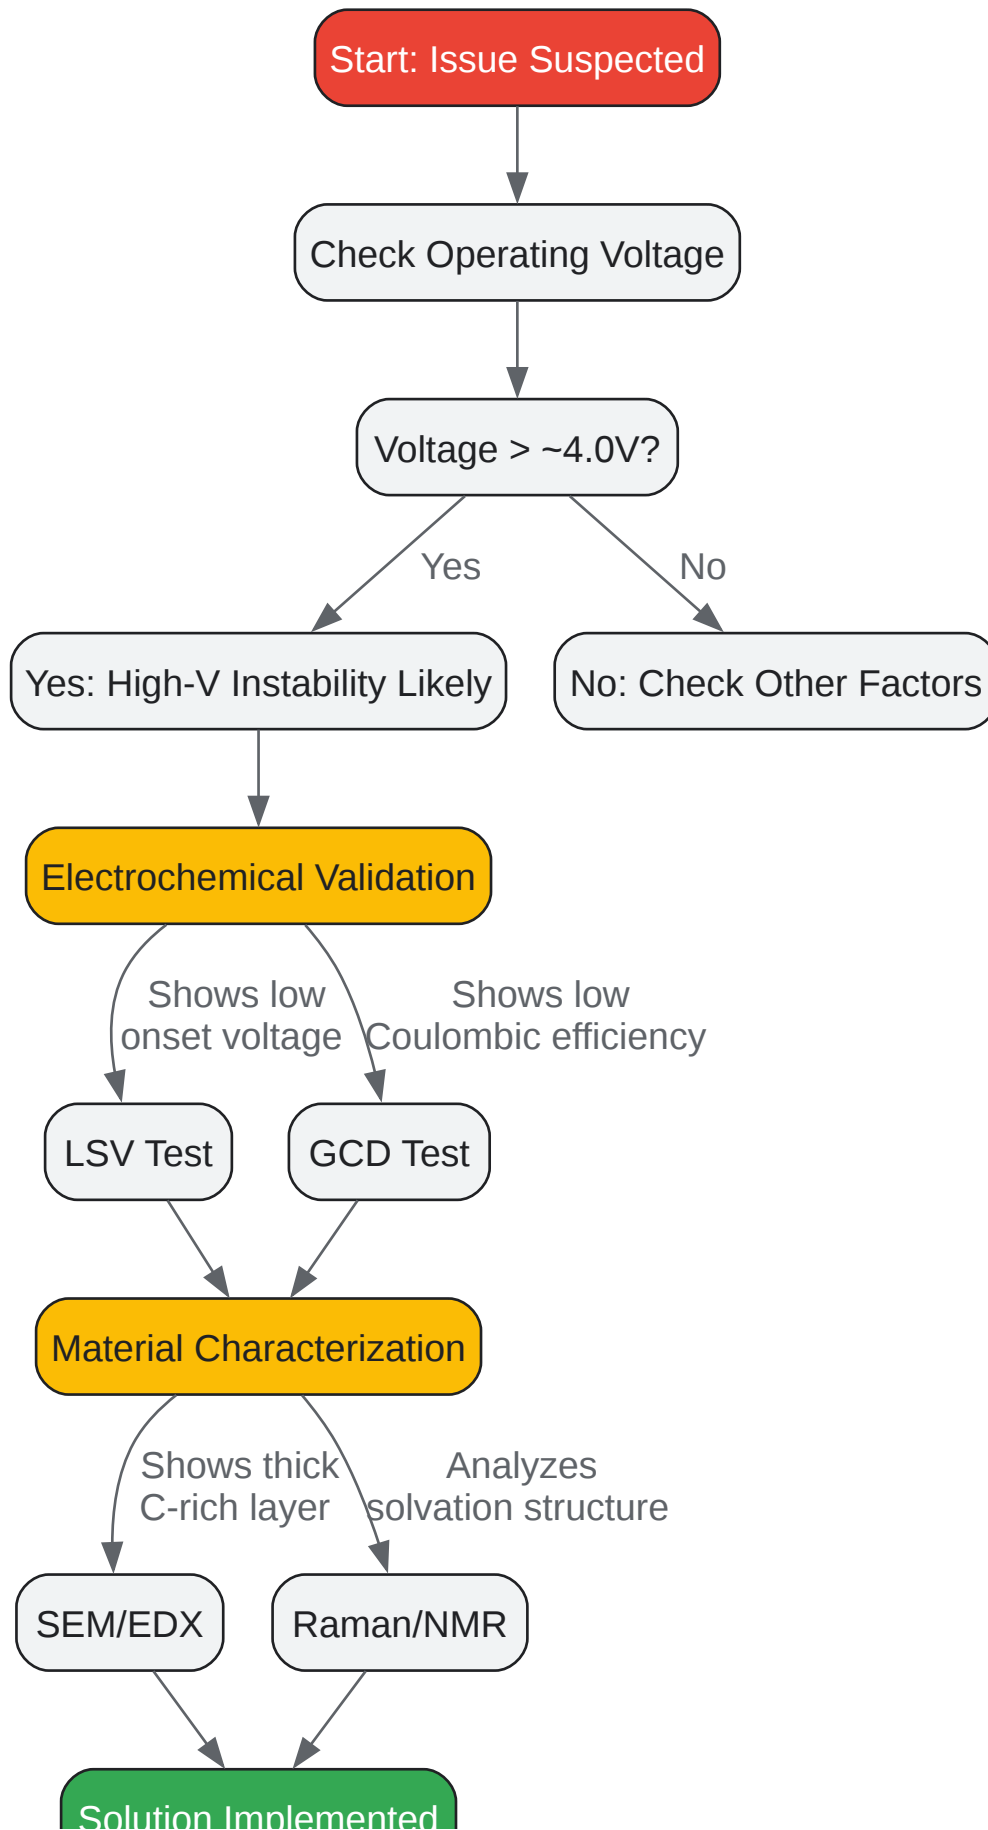 Start: Issue Suspected
Check Operating Voltage
Voltage > ~4.0V?
Yes
No
Yes: High-V Instability Likely
No: Check Other Factors
Electrochemical Validation
Shows low
onset voltage
Shows low
Coulombic efficiency
LSV Test
GCD Test
Material Characterization
Shows thick
C-rich layer
Analyzes
solvation structure
SEM/EDX
Raman/NMR
Solution Implemented